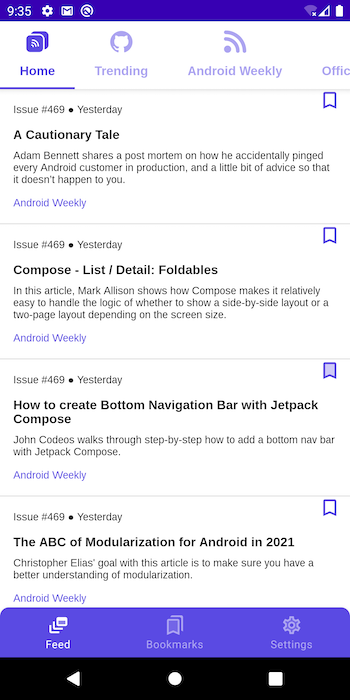 9:35
Home
Trending
Android Weekly
Offic
Issue #469 ● Yesterday
A Cautionary Tale
Adam Bennett shares a post mortem on how he accidentally pinged
every Android customer in production, and a little bit of advice so that
it doesn't happen to you.
Android Weekly
Issue #469 ● Yesterday
Compose - List / Detail: Foldables
In this article, Mark Allison shows how Compose makes it relatively
easy to handle the logic of whether to show a side-by-side layout or a
two-page layout depending on the screen size.
Android Weekly
Issue #469 ● Yesterday
How to create Bottom Navigation Bar with Jetpack
Compose
John Codeos walks through step-by-step how to add a bottom nav bar
with Jetpack Compose.
Android Weekly
Issue #469 ● Yesterday
The ABC of Modularization for Android in 2021
Christopher Elias' goal with this article is to make sure you have a
better understanding of modularization.
Android Weekly
Feed
Bookmarks
Settings